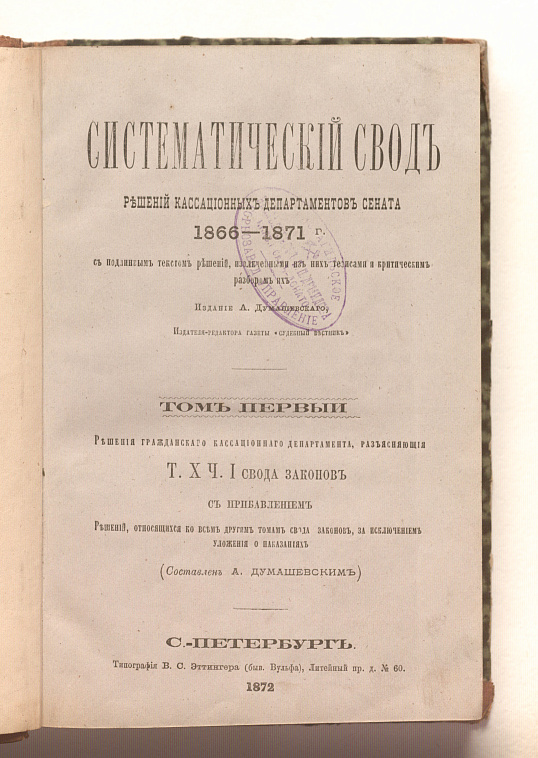 СИСТЕМАТИЧЕСКІЙ СВОДЪ
РѢШЕНІЙ КАССАЦІОННЫХЪ ДЕПАРТАМЕНТОВЪ СЕНАТА
1866—1871 г.
съ подлиннымъ текстомъ рѣшеній, извлеченными изъ нихъ тезисами и критическимъ
разборомъ ихъ
Изданіе А. Думашевскаго,
Издателя-редактора газеты «судебный вѣстникъ»
ТОМЪ ПЕРВЫЙ
Рѣшенія гражданскаго кассаціоннаго департамента, разъясняющія
Т. X Ч. I СВОДА ЗАКОНОВЪ
СЪ ПРИБАВЛЕНІЕМЪ
Рѣшеній, относящихся ко всѣмъ другимъ томамъ свода законовъ, за исключеніемъ
уложенія о наказаніяхъ
(Составленъ А. ДУМАШЕВСКИМЪ)
С.-ПЕТЕРБУРГЪ.
Типографія В. С. Эттингера (быв. Вульфа), Литейный пр. д. № 60.
1872
ПРАВЛЕНІЕ